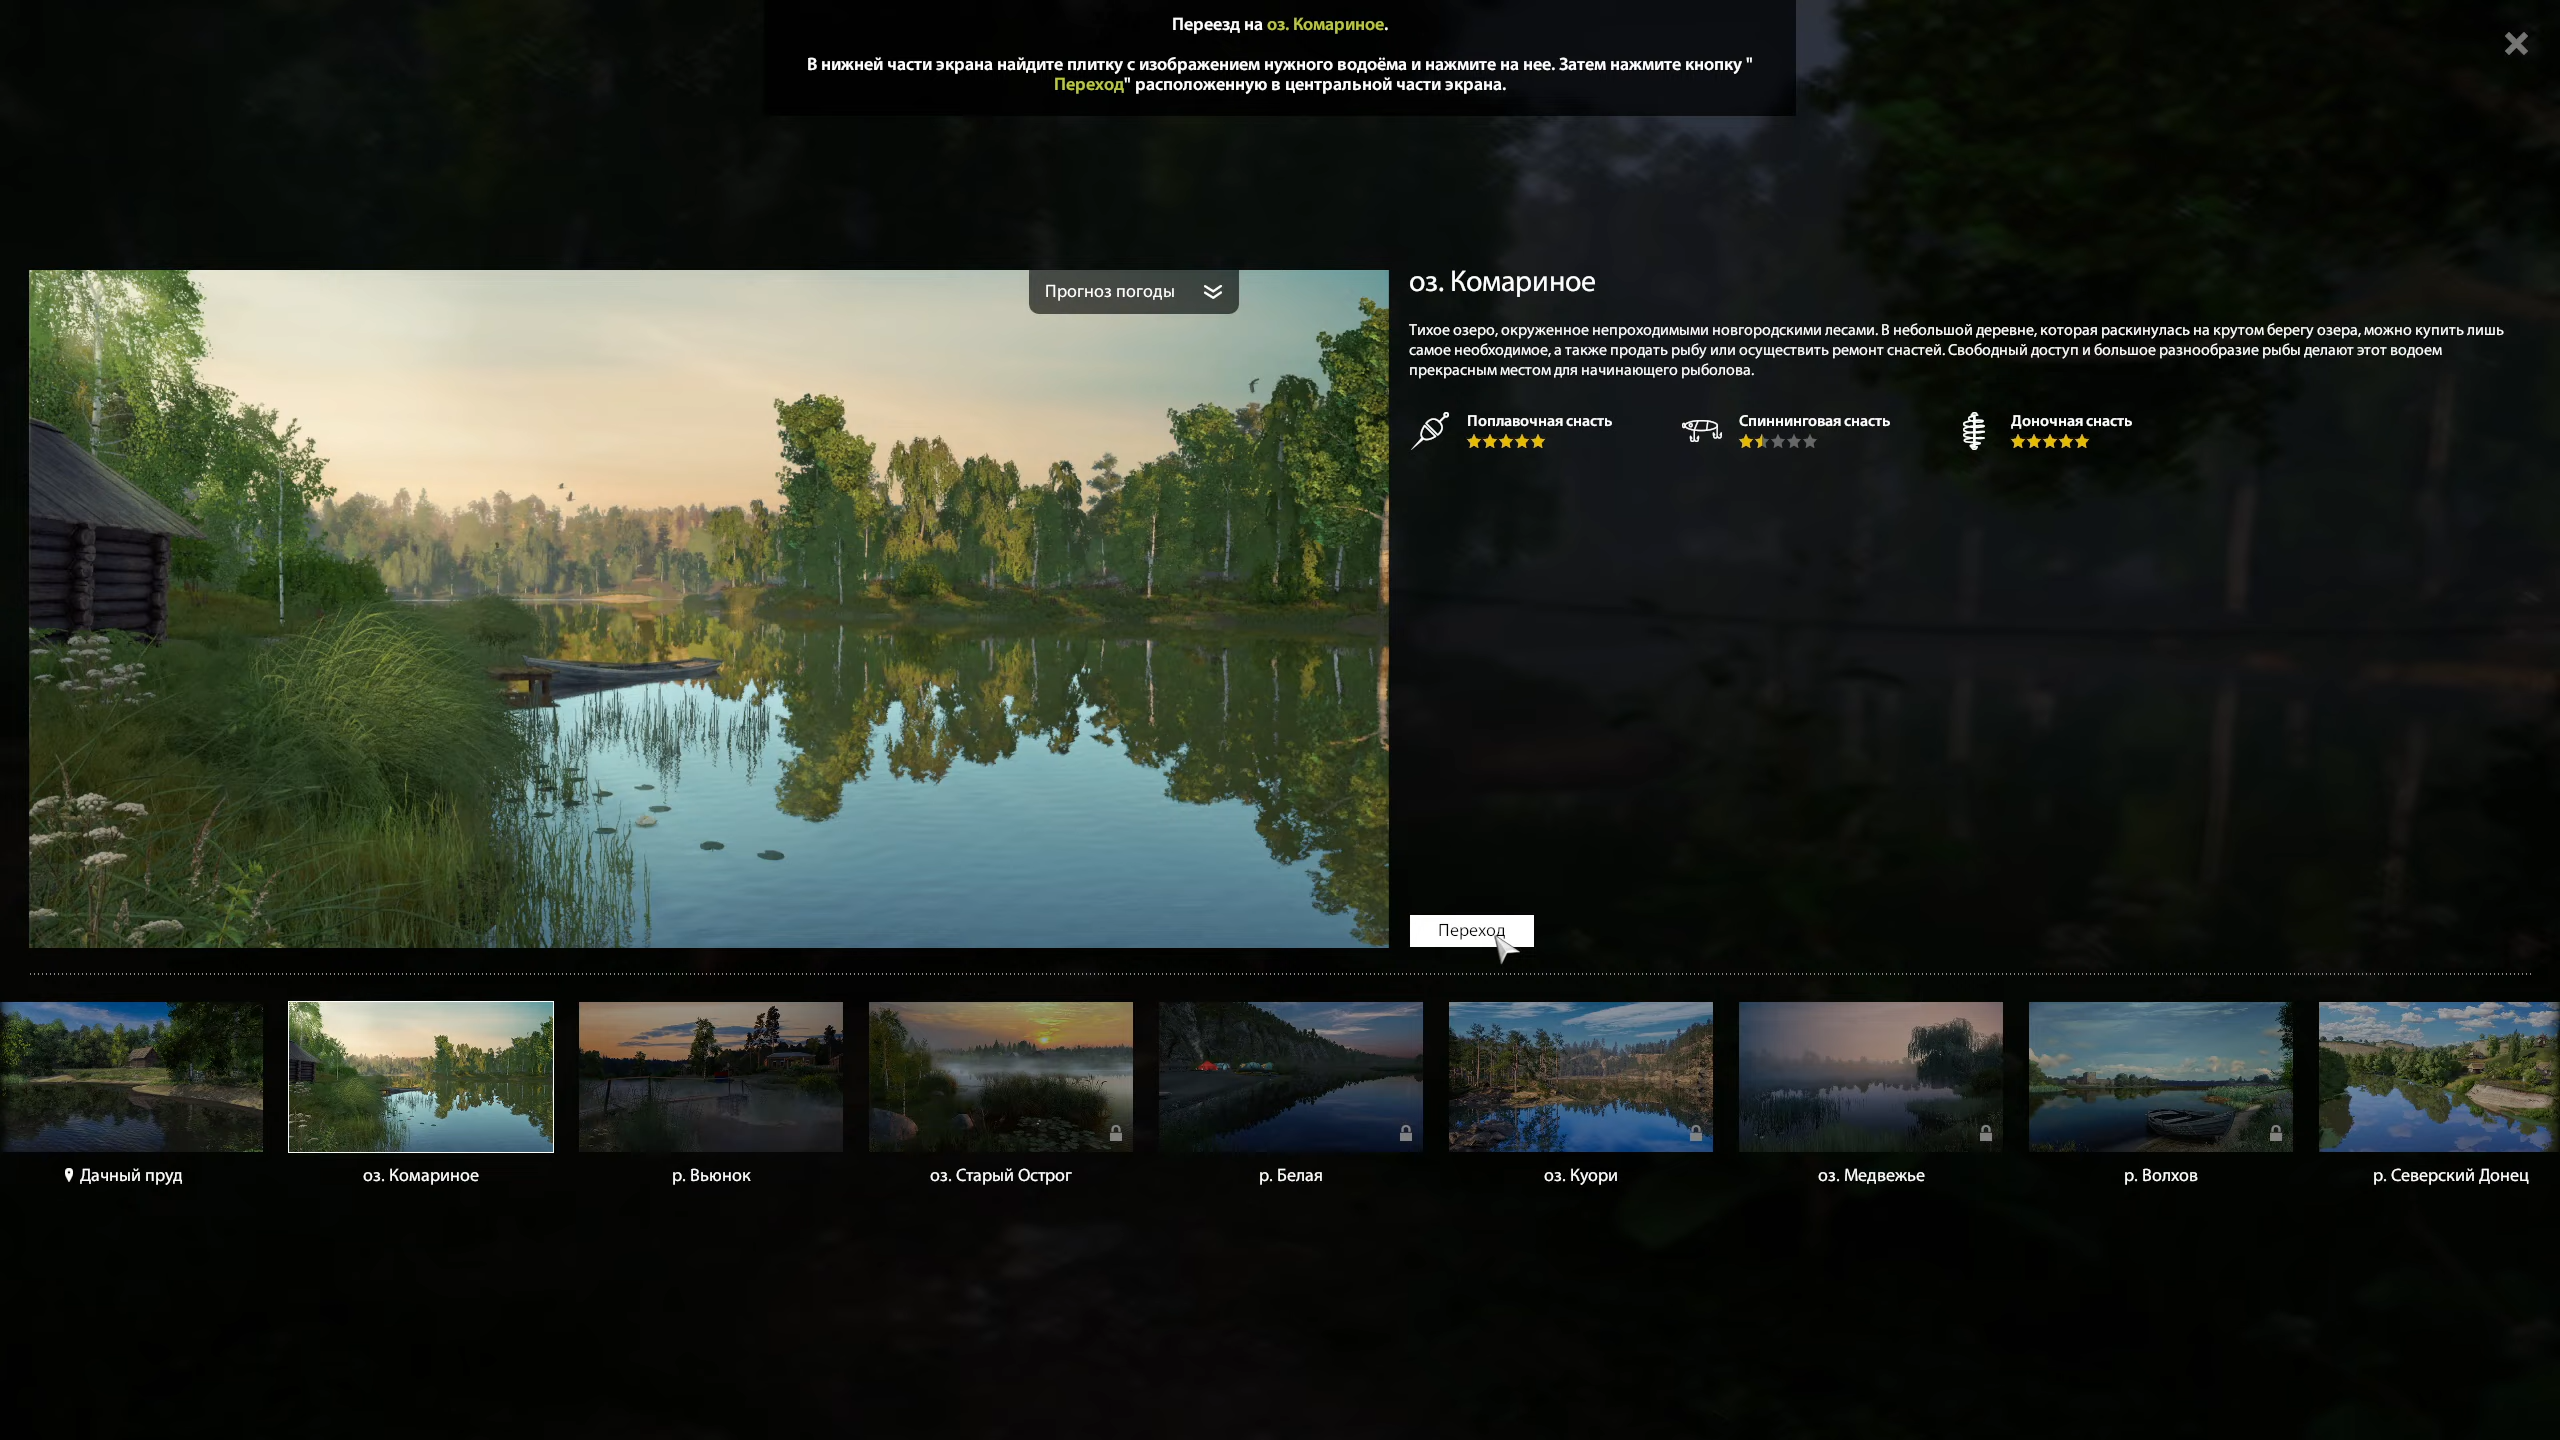 Переезд на оз. Комариное.
В нижней части экрана найдите плитку с изображением нужного водоёма и нажмите на нее. Затем нажмите кнопку "
Переход" расположенную в центральной части экрана.
Прогноз погоды
оз. Комариное
Тихое озеро, окруженное непроходимыми новгородскими лесами. В небольшой деревне, которая раскинулась на крутом берегу озера, можно купить лишь
самое необходимое, а также продать рыбу или осуществить ремонт снастей. Свободный доступ и большое разнообразие рыбы делают этот водоем
прекрасным местом для начинающего рыболова.
Поплавочная снасть
Спиннинговая снасть
Доночная снасть
Переход
Дачный пруд
оз. Комариное
р. Вьюнок
оз. Старый Острог
р. Белая
оз. Куори
оз. Медвежье
р. Волхов
р. Северский Донец